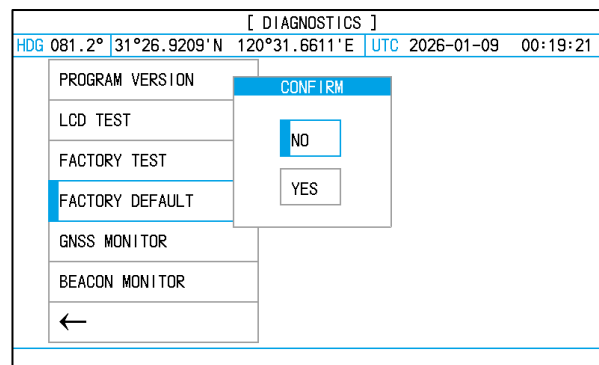 [ DIAGNOSTICS ]
HDG 081.2° 31°26.9209'N 120°31.6611'E UTC 2026-01-09 00:19:21
PROGRAM VERSION
LCD TEST
FACTORY TEST
FACTORY DEFAULT
GNSS MONITOR
BEACON MONITOR
←
CONFIRM
NO
YES